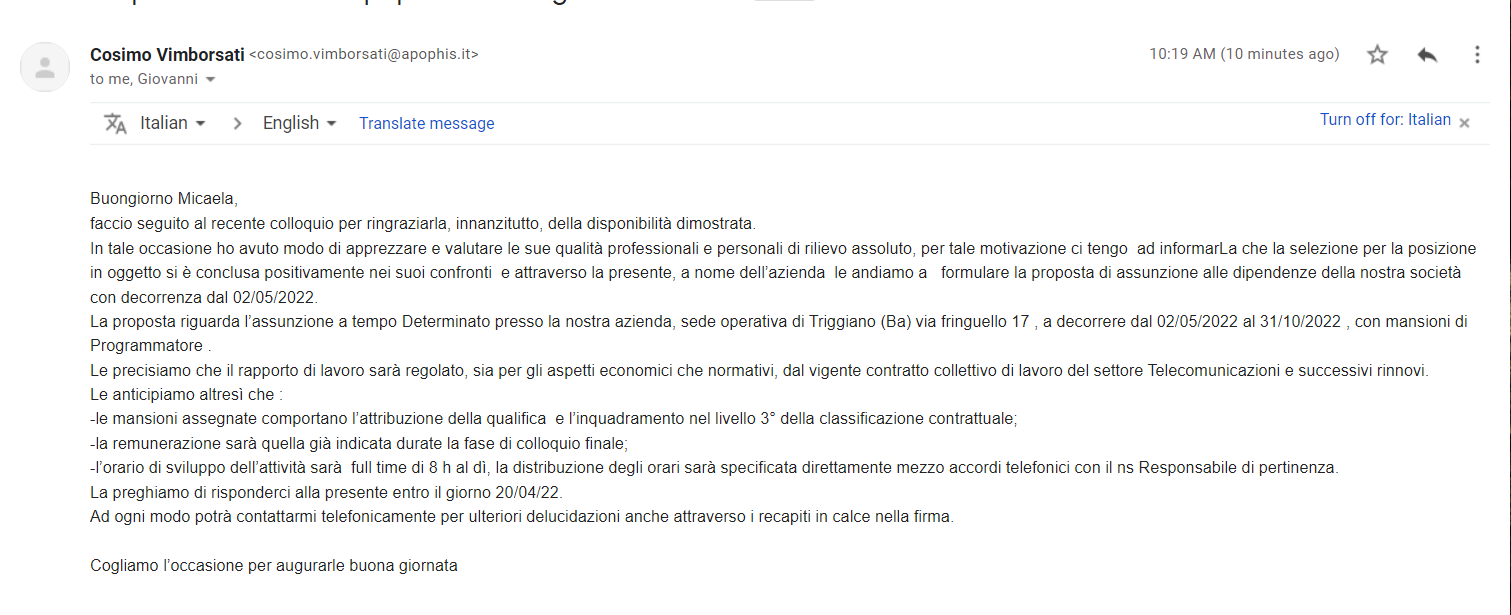 Cosimo Vimborsati <cosimo.vimborsati@apophis.it>
10:19 AM (10 minutes ago)
to me, Giovanni
Italian > English Translate message
Turn off for: Italian ×
Buongiorno Micaela,
faccio seguito al recente colloquio per ringraziarla, innanzitutto, della disponibilità dimostrata.
In tale occasione ho avuto modo di apprezzare e valutare le sue qualità professionali e personali di rilievo assoluto, per tale motivazione ci tengo  ad informarLa che la selezione per la posizione
in oggetto si è conclusa positivamente nei suoi confronti  e attraverso la presente, a nome dell’azienda  le andiamo a   formulare la proposta di assunzione alle dipendenze della nostra società
con decorrenza dal 02/05/2022.
La proposta riguarda l’assunzione a tempo Determinato presso la nostra azienda, sede operativa di Triggiano (Ba) via fringuello 17 , a decorrere dal 02/05/2022 al 31/10/2022 , con mansioni di
Programmatore .
Le precisiamo che il rapporto di lavoro sarà regolato, sia per gli aspetti economici che normativi, dal vigente contratto collettivo di lavoro del settore Telecomunicazioni e successivi rinnovi.
Le anticipiamo altresì che :
-le mansioni assegnate comportano l’attribuzione della qualifica  e l’inquadramento nel livello 3° della classificazione contrattuale;
-la remunerazione sarà quella già indicata durate la fase di colloquio finale;
-l’orario di sviluppo dell’attività sarà  full time di 8 h al dì, la distribuzione degli orari sarà specificata direttamente mezzo accordi telefonici con il ns Responsabile di pertinenza.
La preghiamo di risponderci alla presente entro il giorno 20/04/22.
Ad ogni modo potrà contattarmi telefonicamente per ulteriori delucidazioni anche attraverso i recapiti in calce nella firma.
Cogliamo l’occasione per augurarle buona giornata